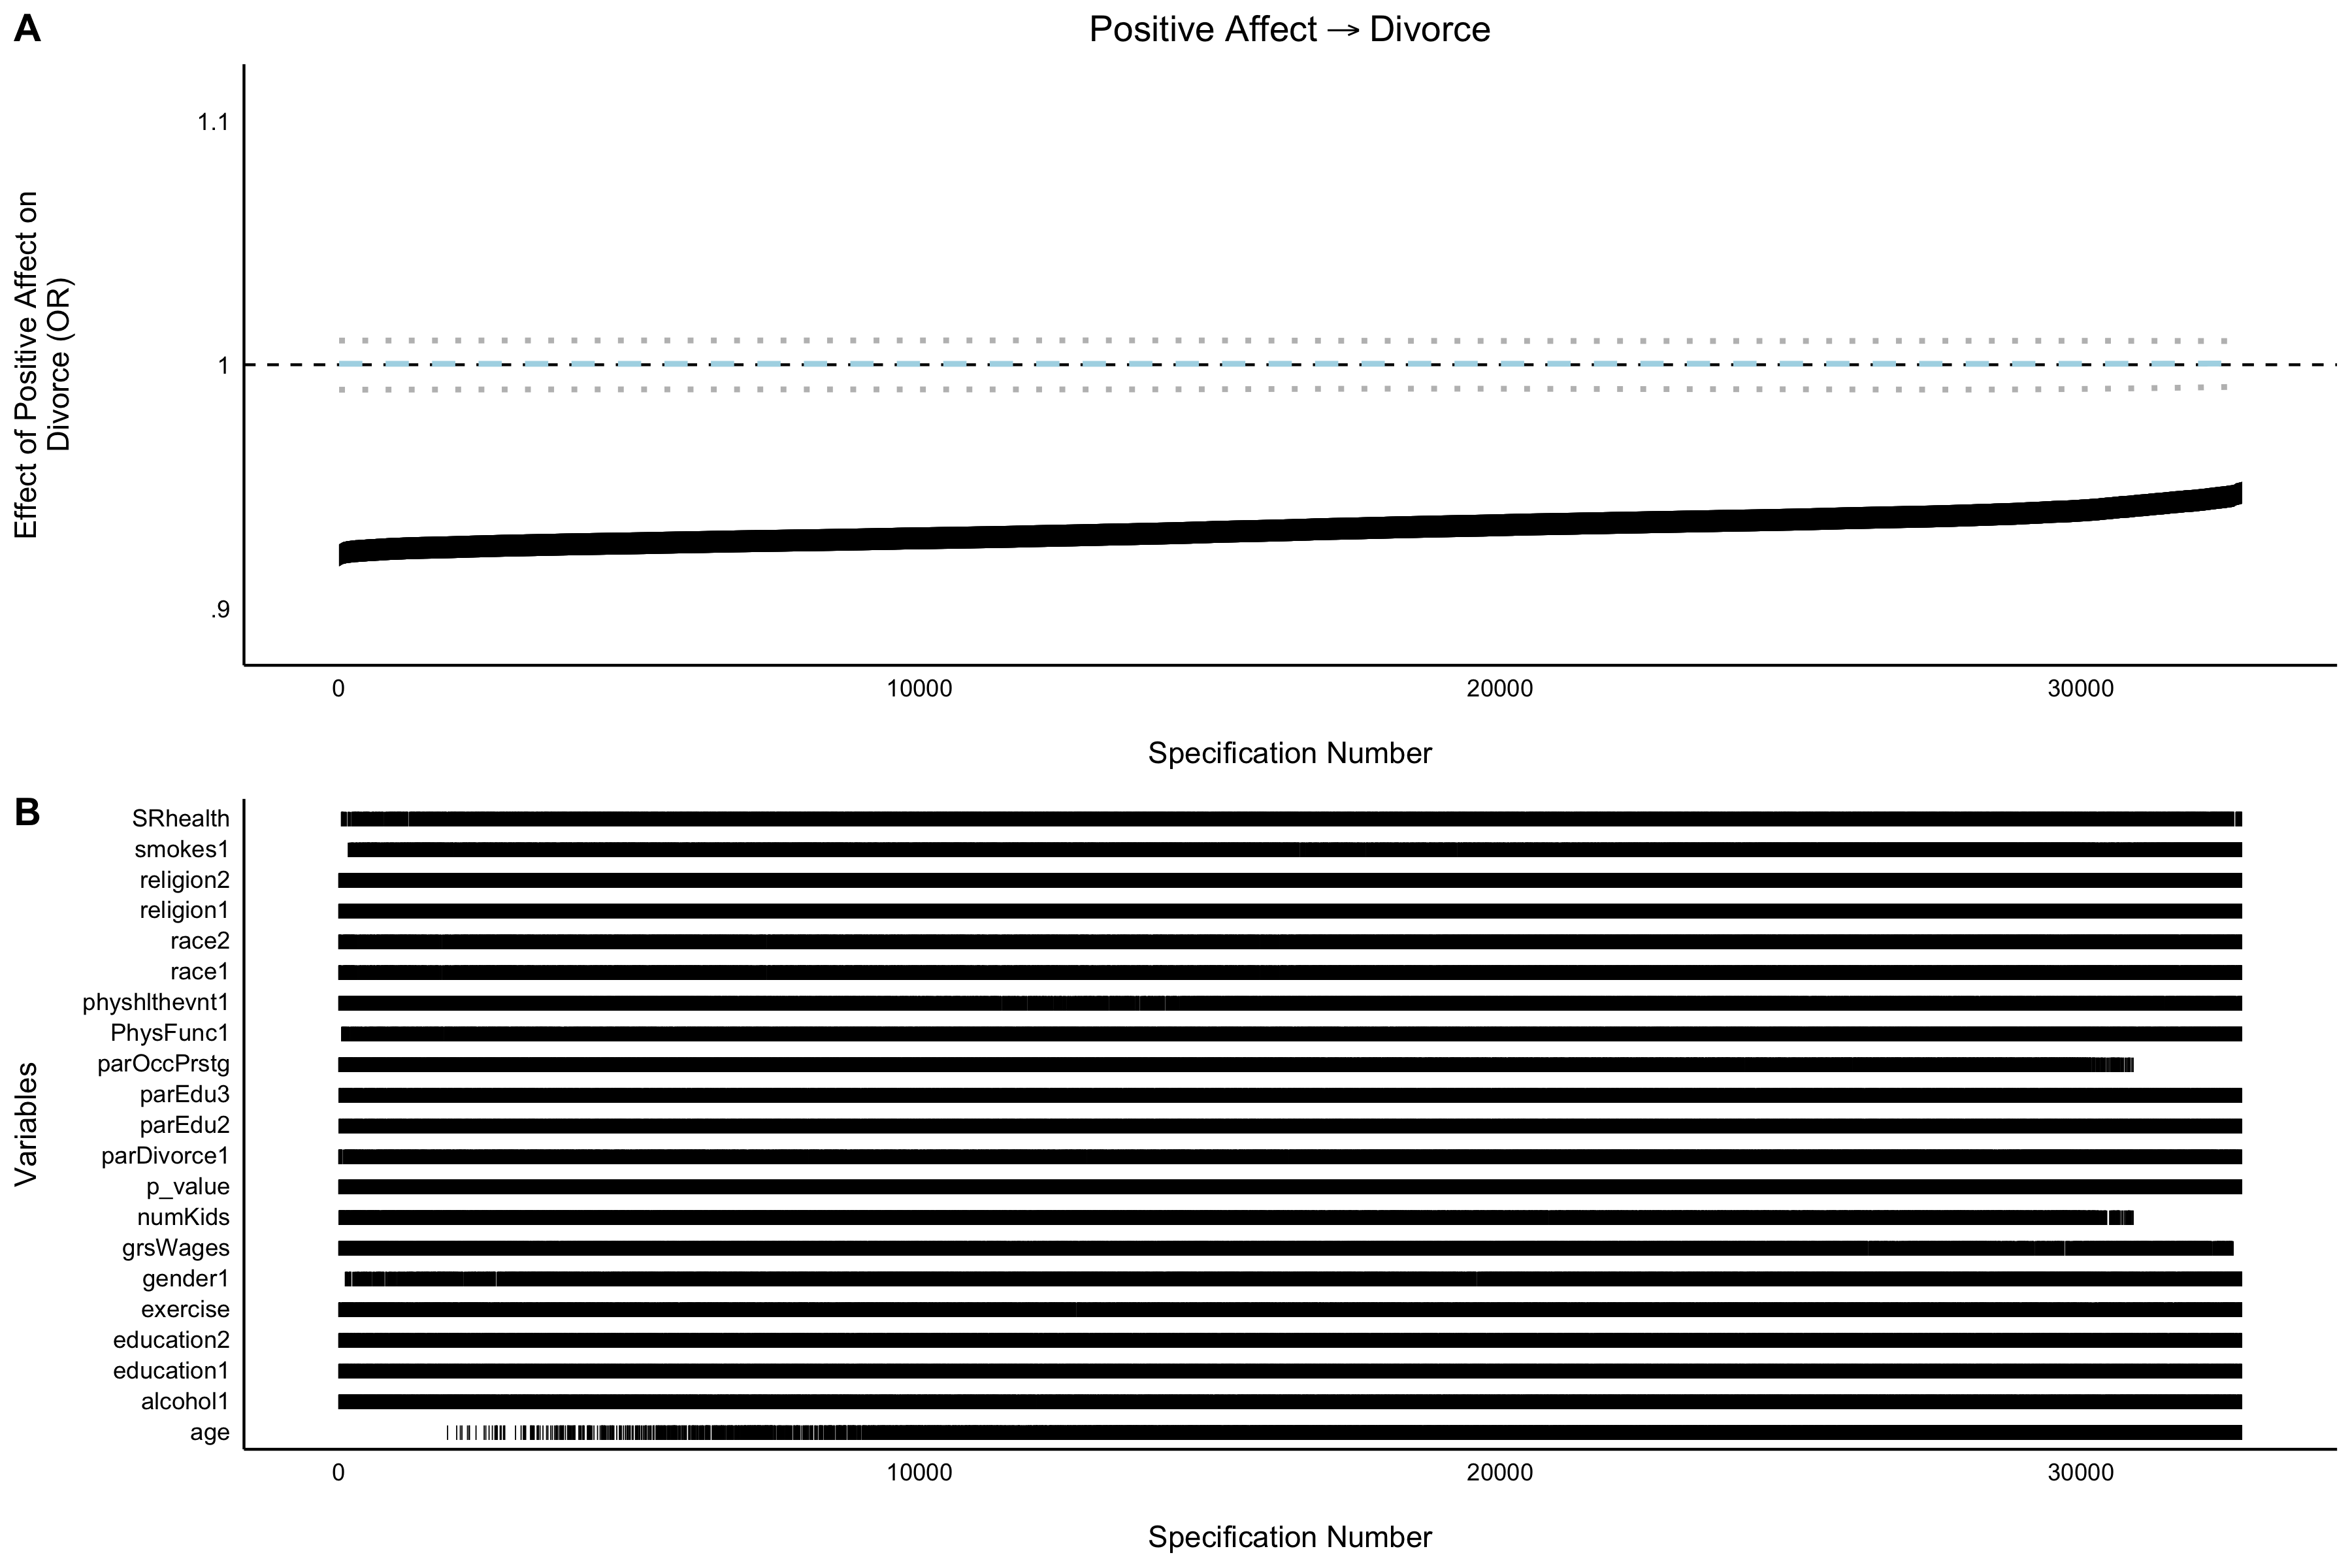 A
Positive Affect → Divorce
Effect of Positive Affect on
Divorce (OR)
1.1
1
.9
0 10000 20000 30000
Specification Number
B
Variables
SRhealth
smokes1
religion2
religion1
race2
race1
physhlthevnt1
PhysFunc1
parOccPrstg
parEdu3
parEdu2
parDivorce1
p_value
numKids
grsWages
gender1
exercise
education2
education1
alcohol1
age
0 10000 20000 30000
Specification Number